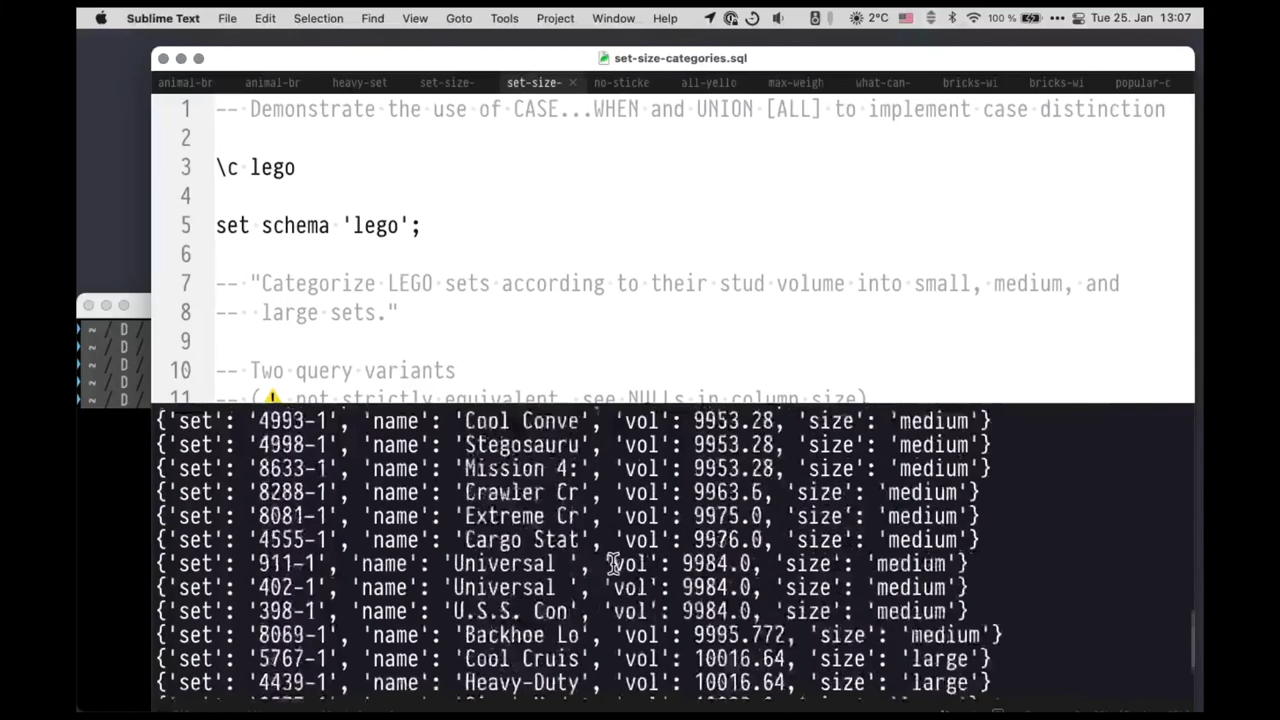 Sublime Text File Edit Selection Find View Goto Tools Project Window Help 2°C 100 % Tue 25. Jan 13:07
set-size-categories.sql
animal-br animal-br heavy-set set-size- set-size- × no-sticke all-yello max-weigh what-can- bricks-wi bricks-wi popular-c
1 -- Demonstrate the use of CASE...WHEN and UNION [ALL] to implement case distinction
2
3 \c lego
4
5 set schema 'lego';
6
7 -- "Categorize LEGO sets according to their stud volume into small, medium, and
8 -- large sets."
9
10 -- Two query variants
11 -- (⚠ not strictly equivalent, see NULLs in column size)
~ / D /
~ / D /
~ / D /
~ / D /
~ / D /
{'set': '4993-1', 'name': 'Cool Conve', 'vol': 9953.28, 'size': 'medium'}
{'set': '4998-1', 'name': 'Stegosauru', 'vol': 9953.28, 'size': 'medium'}
{'set': '8633-1', 'name': 'Mission 4:', 'vol': 9953.28, 'size': 'medium'}
{'set': '8288-1', 'name': 'Crawler Cr', 'vol': 9963.6, 'size': 'medium'}
{'set': '8081-1', 'name': 'Extreme Cr', 'vol': 9975.0, 'size': 'medium'}
{'set': '4555-1', 'name': 'Cargo Stat', 'vol': 9976.0, 'size': 'medium'}
{'set': '911-1', 'name': 'Universal ', 'vol': 9984.0, 'size': 'medium'}
{'set': '402-1', 'name': 'Universal ', 'vol': 9984.0, 'size': 'medium'}
{'set': '398-1', 'name': 'U.S.S. Con', 'vol': 9984.0, 'size': 'medium'}
{'set': '8069-1', 'name': 'Backhoe Lo', 'vol': 9995.772, 'size': 'medium'}
{'set': '5767-1', 'name': 'Cool Cruis', 'vol': 10016.64, 'size': 'large'}
{'set': '4439-1', 'name': 'Heavy-Duty', 'vol': 10016.64, 'size': 'large'}